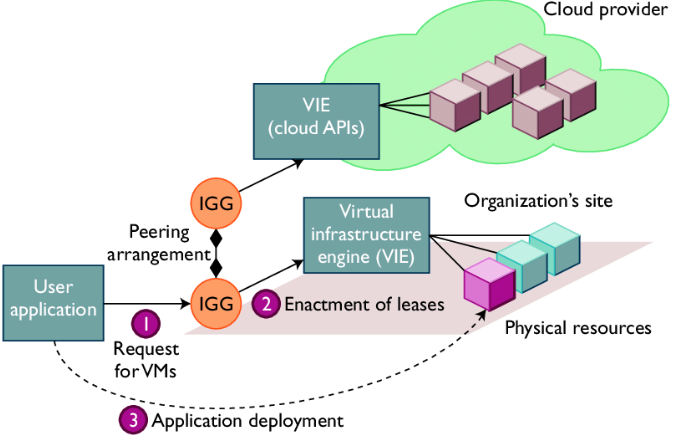 Cloud provider
VIE
(cloud APIs)
IGG
Peering
arrangement
Virtual
infrastructure
engine (VIE)
Organization's site
User
application
IGG
2 Enactment of leases
1
Request
for VMs
Physical resources
3 Application deployment